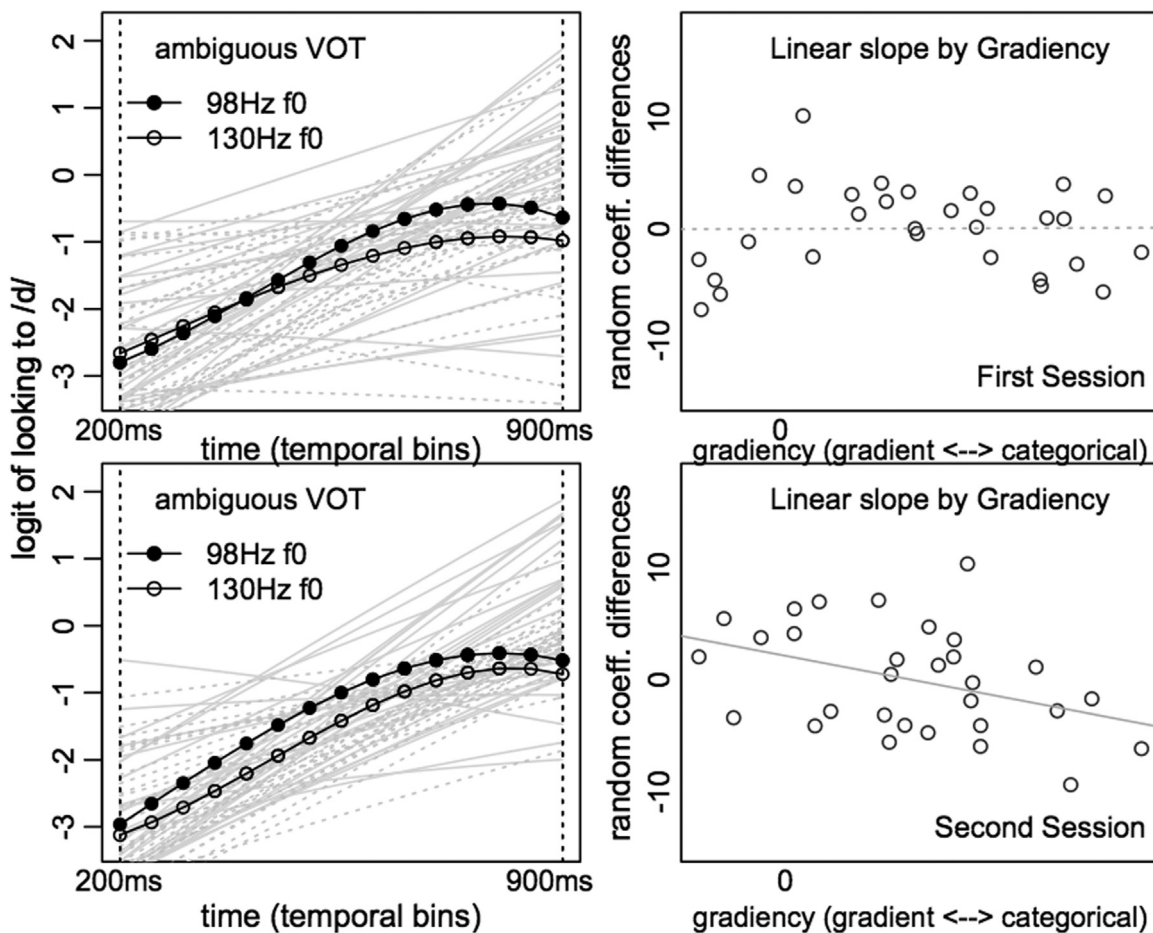 logit of looking to /d/
2
1
0
-1
-2
-3
ambiguous VOT
98Hz f0
130Hz f0
200ms
900ms
time (temporal bins)
random coeff. differences
10
0
-10
Linear slope by Gradiency
First Session
0
gradiency (gradient <--> categorical)
2
1
0
-1
-2
-3
ambiguous VOT
98Hz f0
130Hz f0
200ms
900ms
time (temporal bins)
random coeff. differences
10
0
-10
Linear slope by Gradiency
Second Session
0
gradiency (gradient <--> categorical)